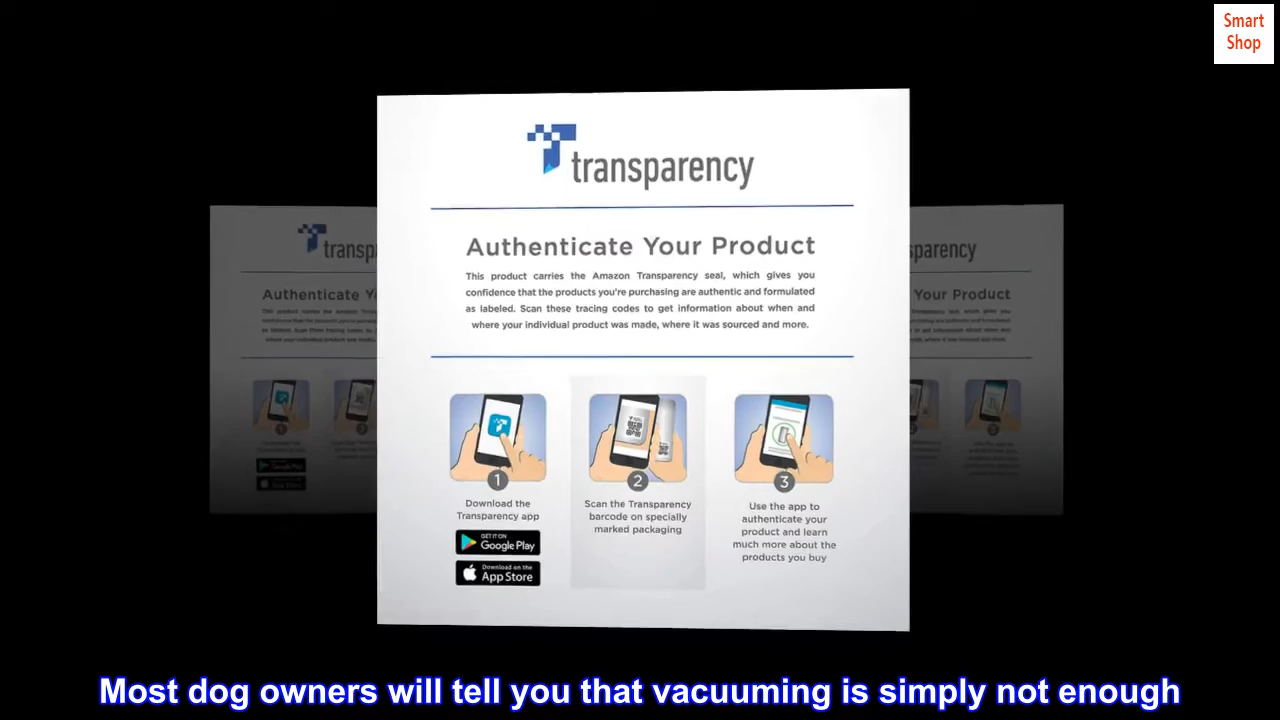 Smart
Shop
transparency
Authenticate Your Product
This product carries the Amazon Transparency seal, which gives you
confidence that the products you're purchasing are authentic and formulated
as labeled. Scan these tracing codes to get information about when and
where your individual product was made, where it was sourced and more.
1
Download the
Transparency app
GET IT ON
Google Play
Download on the
App Store
2
Scan the Transparency
barcode on specially
marked packaging
3
Use the app to
authenticate your
product and learn
much more about the
products you buy
Most dog owners will tell you that vacuuming is simply not enough